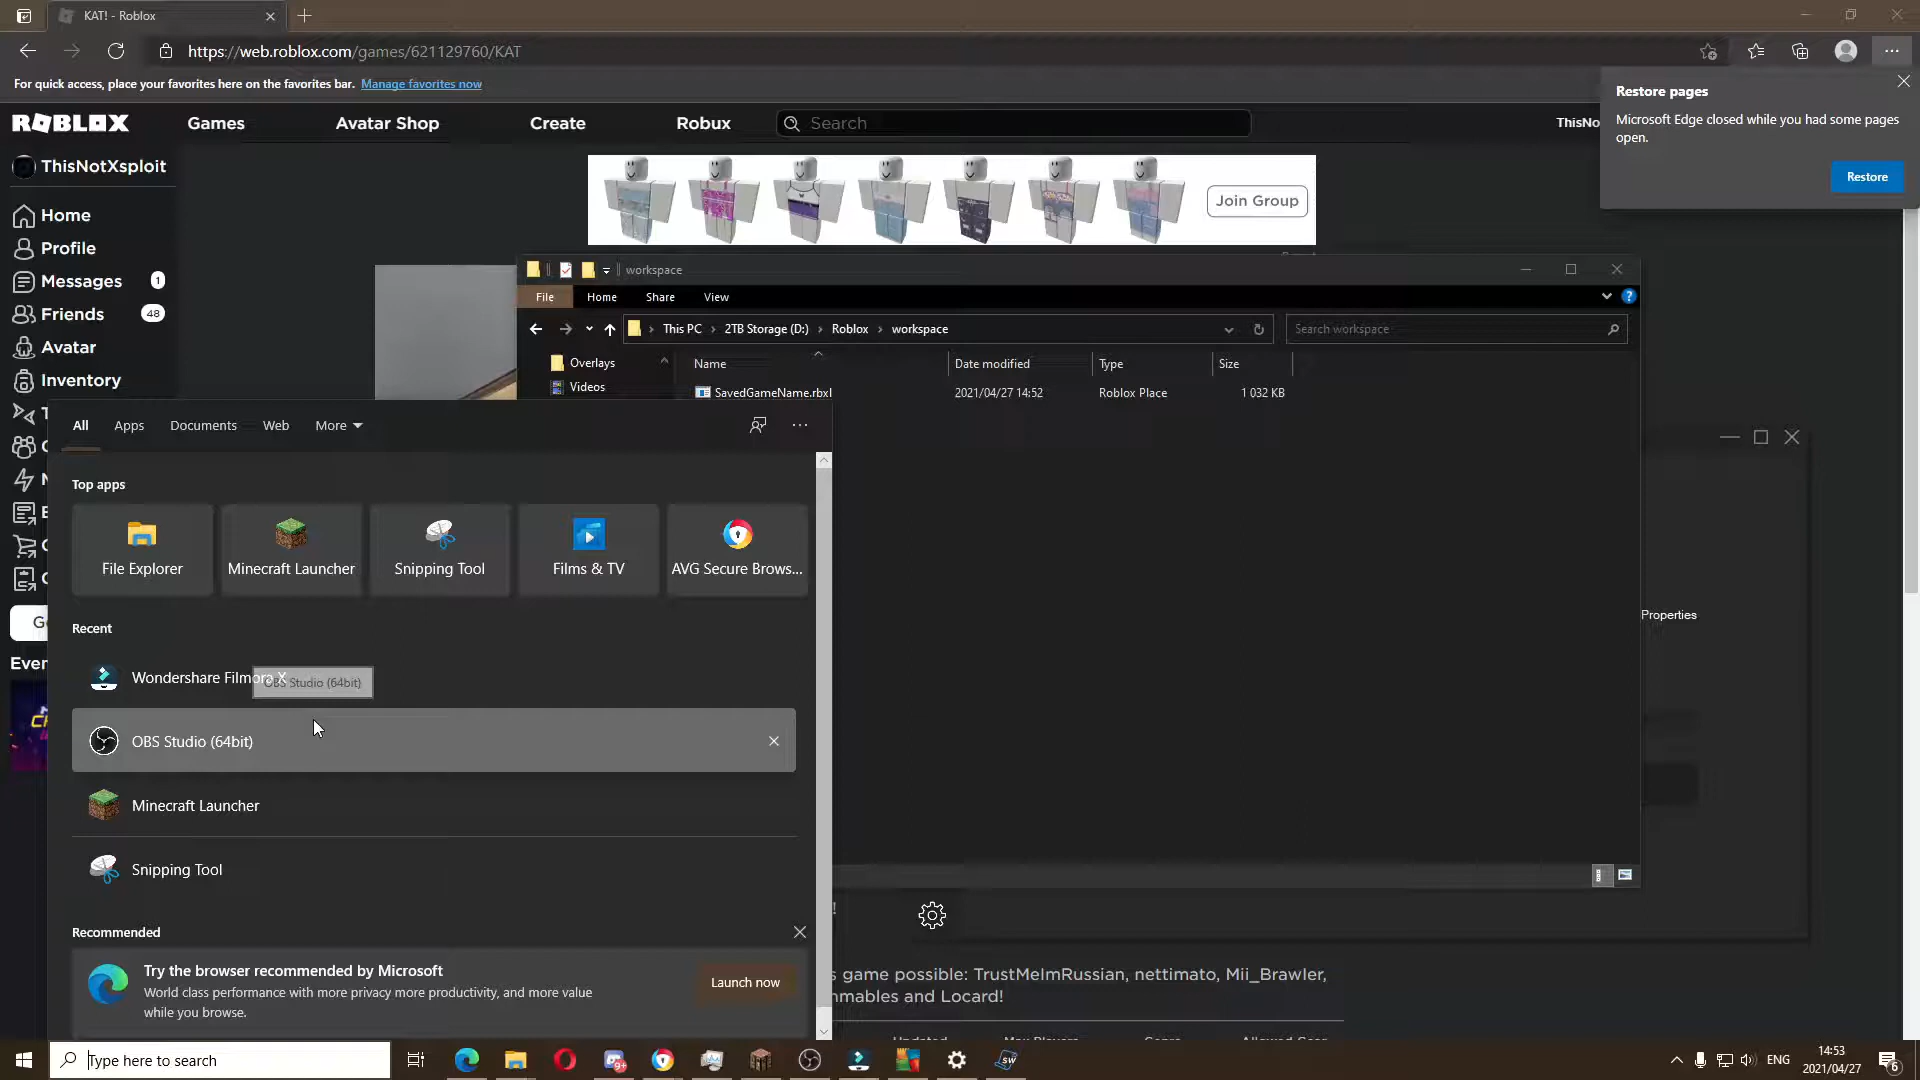 KAT! - Roblox
https://web.roblox.com/games/621129760/KAT
For quick access, place your favorites here on the favorites bar. Manage favorites now
Restore pages
Microsoft Edge closed while you had some pages
open.
Restore
ROBLOX
Games
Avatar Shop
Create
Robux
Search
ThisNo
ThisNotXsploit
Home
Profile
Messages 1
Friends 48
Avatar
Inventory
Join Group
workspace
File Home Share View
This PC > 2TB Storage (D:) > Roblox > workspace
Search workspace
Overlays
Videos
Name Date modified Type Size
SavedGameName.rbxl 2021/04/27 14:52 Roblox Place 1 032 KB
All Apps Documents Web More
Top apps
File Explorer
Minecraft Launcher
Snipping Tool
Films & TV
AVG Secure Brows...
Recent
Wondershare Filmora X
OBS Studio (64bit)
OBS Studio (64bit)
Minecraft Launcher
Snipping Tool
Recommended
Try the browser recommended by Microsoft
World class performance with more privacy more productivity, and more value
while you browse.
Launch now
Properties
Even
s game possible: TrustMeImRussian, nettimato, Mii_Brawler,
nmables and Locard!
Type here to search
9+
SW
ENG
14:53
2021/04/27
6